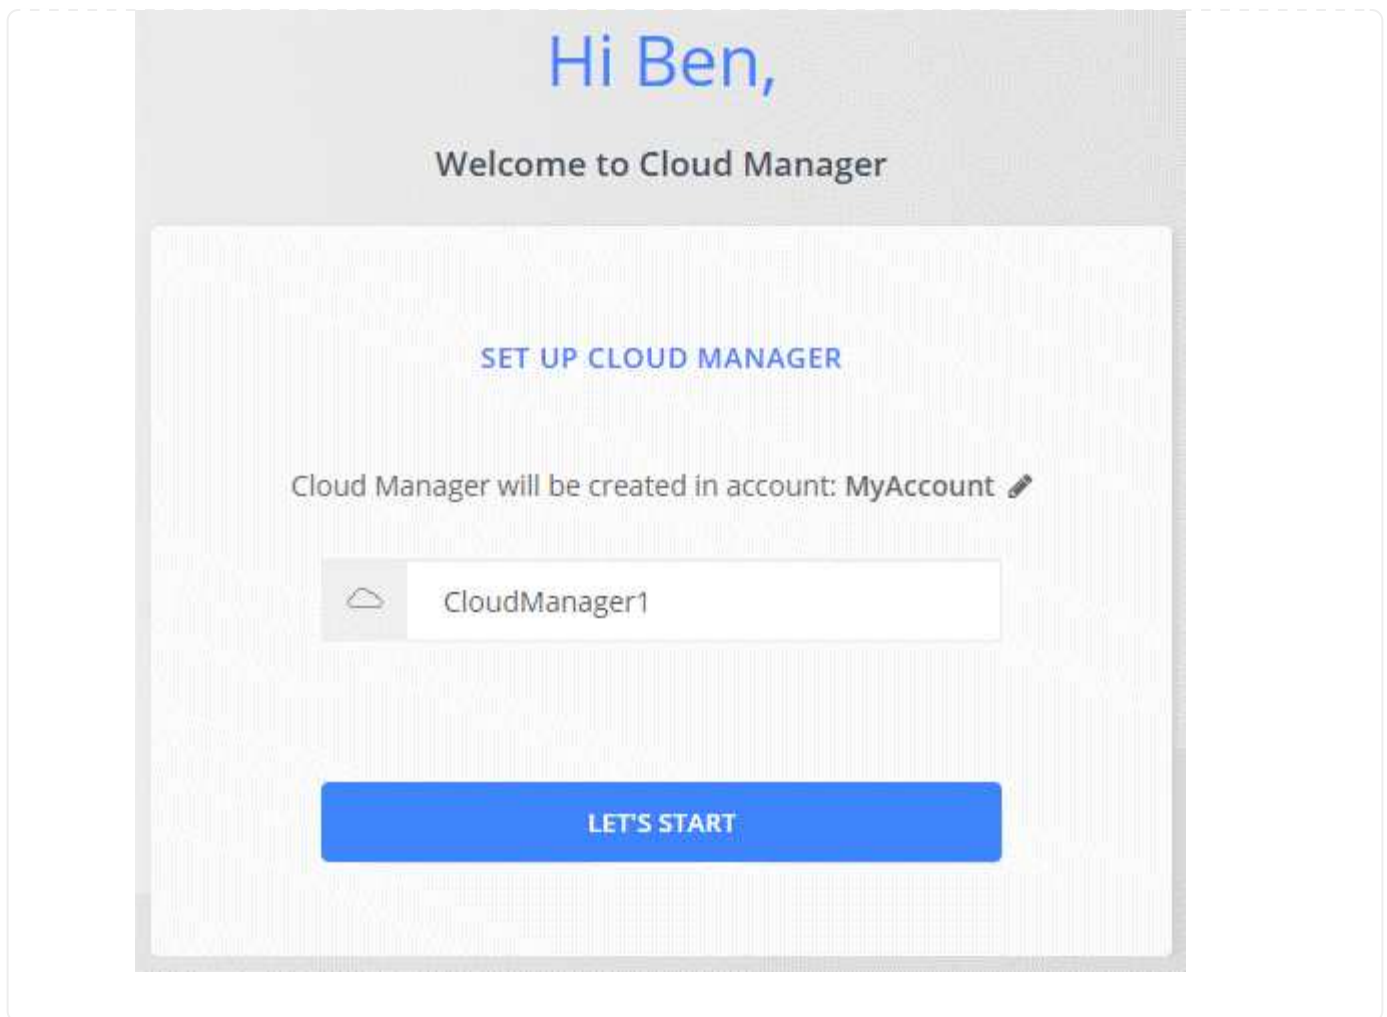 Hi Ben,
Welcome to Cloud Manager
SET UP CLOUD MANAGER
Cloud Manager will be created in account: MyAccount
CloudManager1
LET'S START